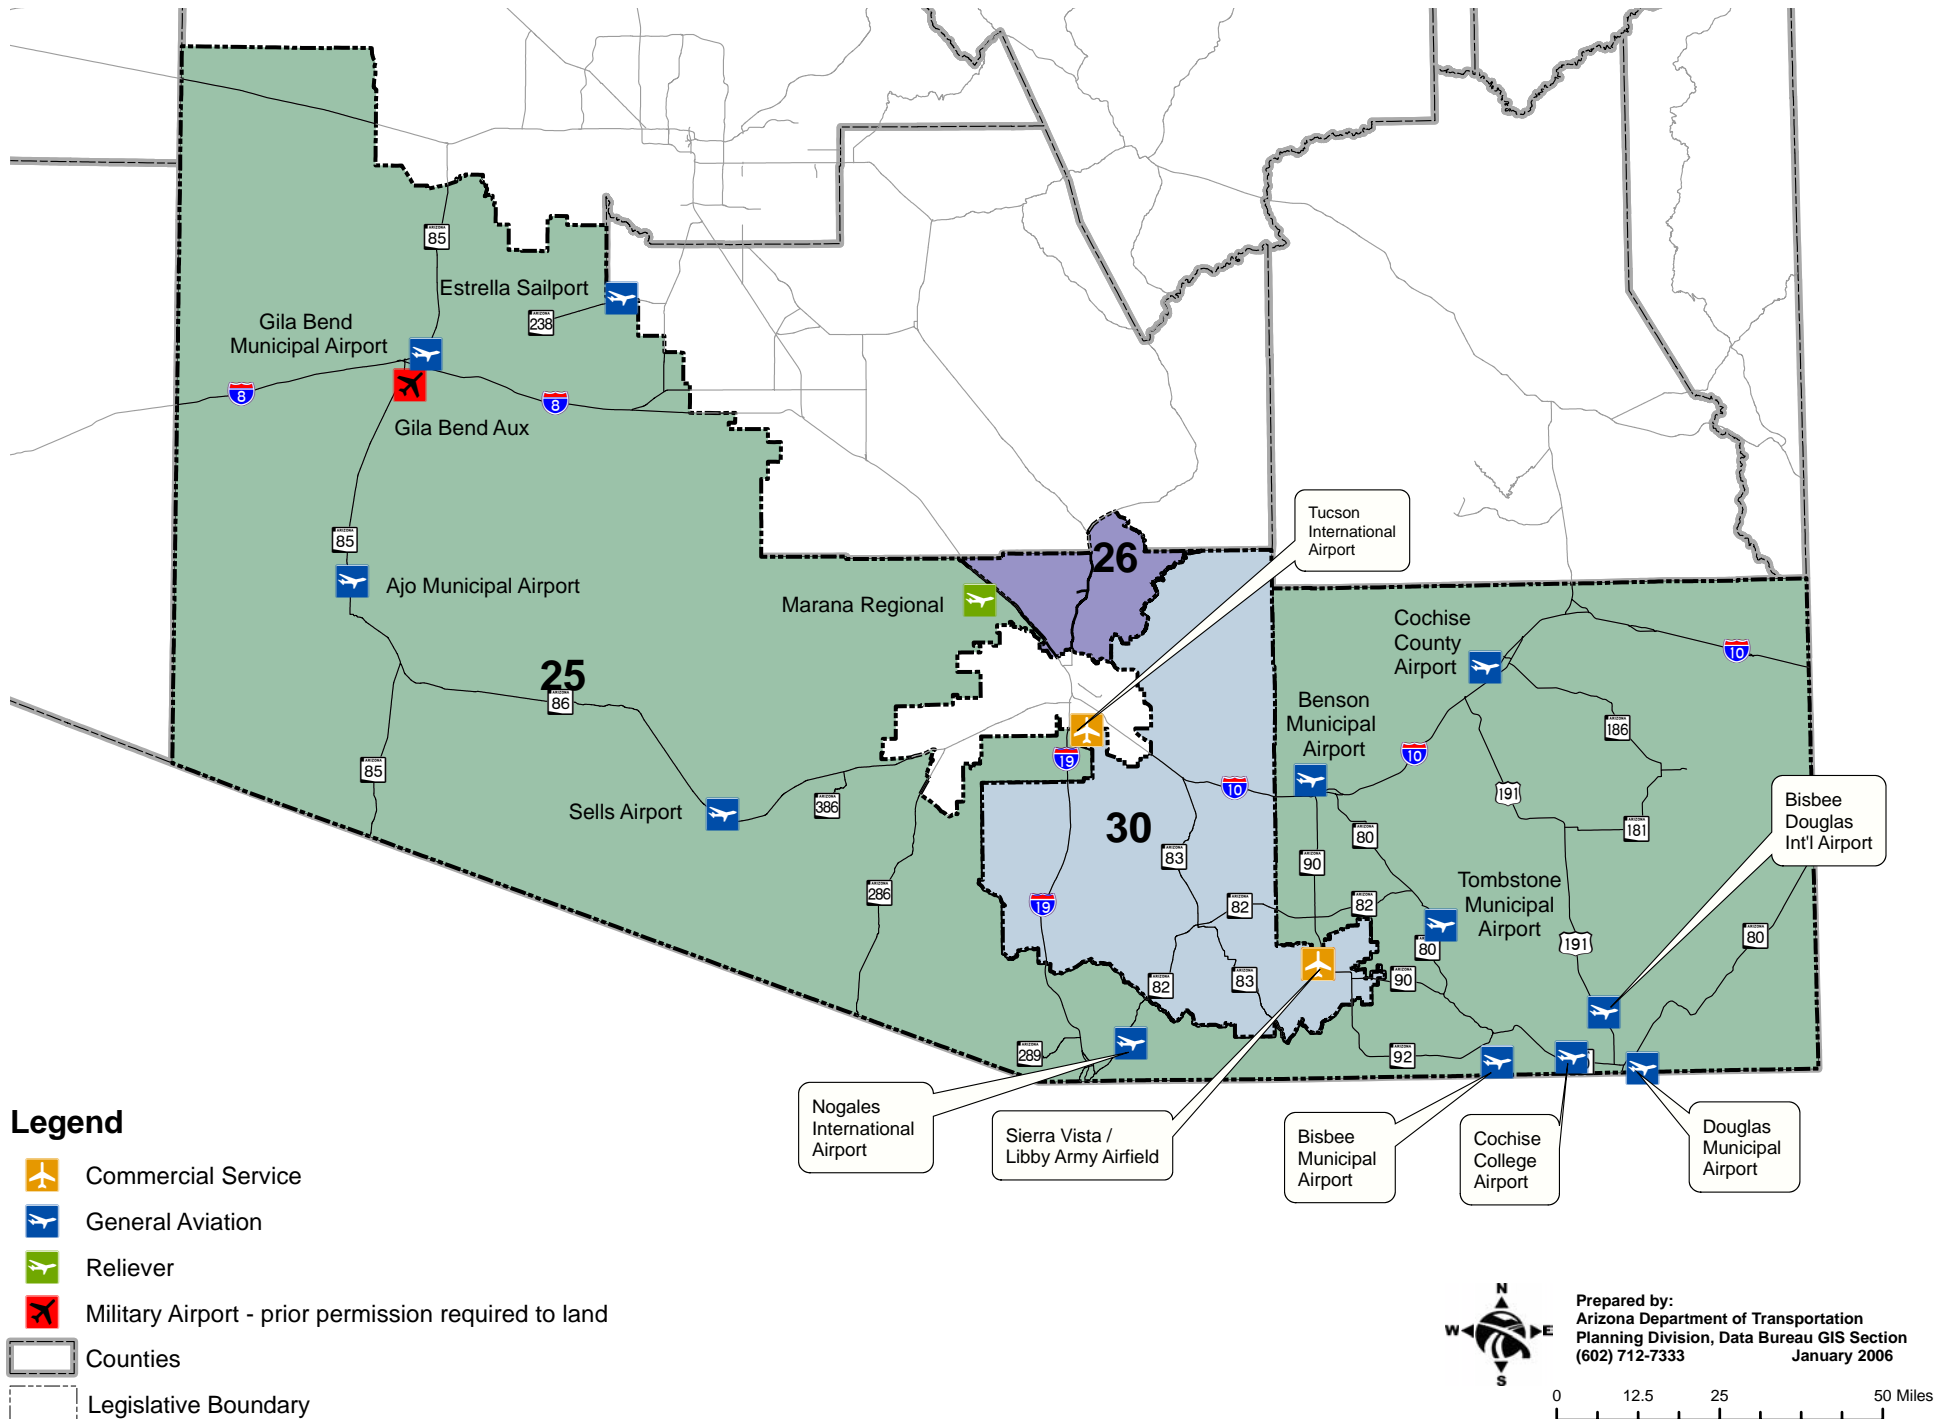 85
Estrella Sailport
238
Gila Bend
Municipal Airport
8
8
Gila Bend Aux
Tucson
International
Airport
85
26
Ajo Municipal Airport
Marana Regional
Cochise
County
Airport
10
25
86
Benson
Municipal
Airport
186
10
85
19
10
191
Sells Airport
386
Bisbee
Douglas
Int'l Airport
30
80
181
83
90
286
Tombstone
Municipal
Airport
19
82
82
80
191
80
82
83
90
289
92
Nogales
International
Airport
Sierra Vista /
Libby Army Airfield
Bisbee
Municipal
Airport
Cochise
College
Airport
Douglas
Municipal
Airport
Legend
Commercial Service
General Aviation
Reliever
Military Airport - prior permission required to land
Counties
Legislative Boundary
N
W E
S
Prepared by:
Arizona Department of Transportation
Planning Division, Data Bureau GIS Section
(602) 712-7333 January 2006
0 12.5 25 50 Miles